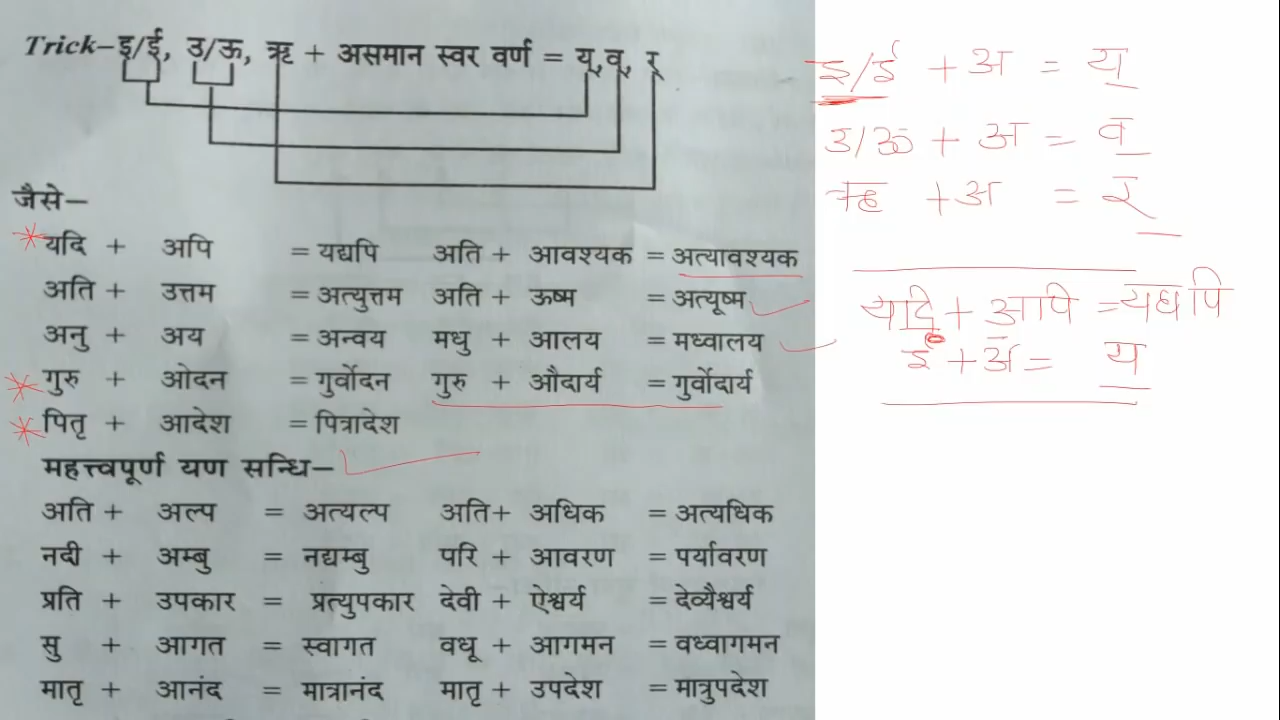 Trick–इ/ई, उ/ऊ, ऋ + असमान स्वर वर्ण = य्, व्, र्
जैसे–
यदि + अपि = यद्यपि अति + आवश्यक = अत्यावश्यक
अति + उत्तम = अत्युत्तम अति + ऊष्म = अत्यूष्म
अनु + अय = अन्वय मधु + आलय = मध्वालय
गुरु + ओदन = गुर्वोदन गुरु + औदार्य = गुर्वोदार्य
पितृ + आदेश = पित्रादेश
महत्त्वपूर्ण यण सन्धि–
अति + अल्प = अत्यल्प अति+ अधिक = अत्यधिक
नदी + अम्बु = नद्यम्बु परि + आवरण = पर्यावरण
प्रति + उपकार = प्रत्युपकार देवी + ऐश्वर्य = देव्यैश्वर्य
सु + आगत = स्वागत वधू + आगमन = वध्वागमन
मातृ + आनंद = मात्रानंद मातृ + उपदेश = मात्रुपदेश
इ/ई + अ = य्
उ/ऊ + अ = व
ऋ + अ = र
यदि + अपि = यद्यपि
इ + अ = य